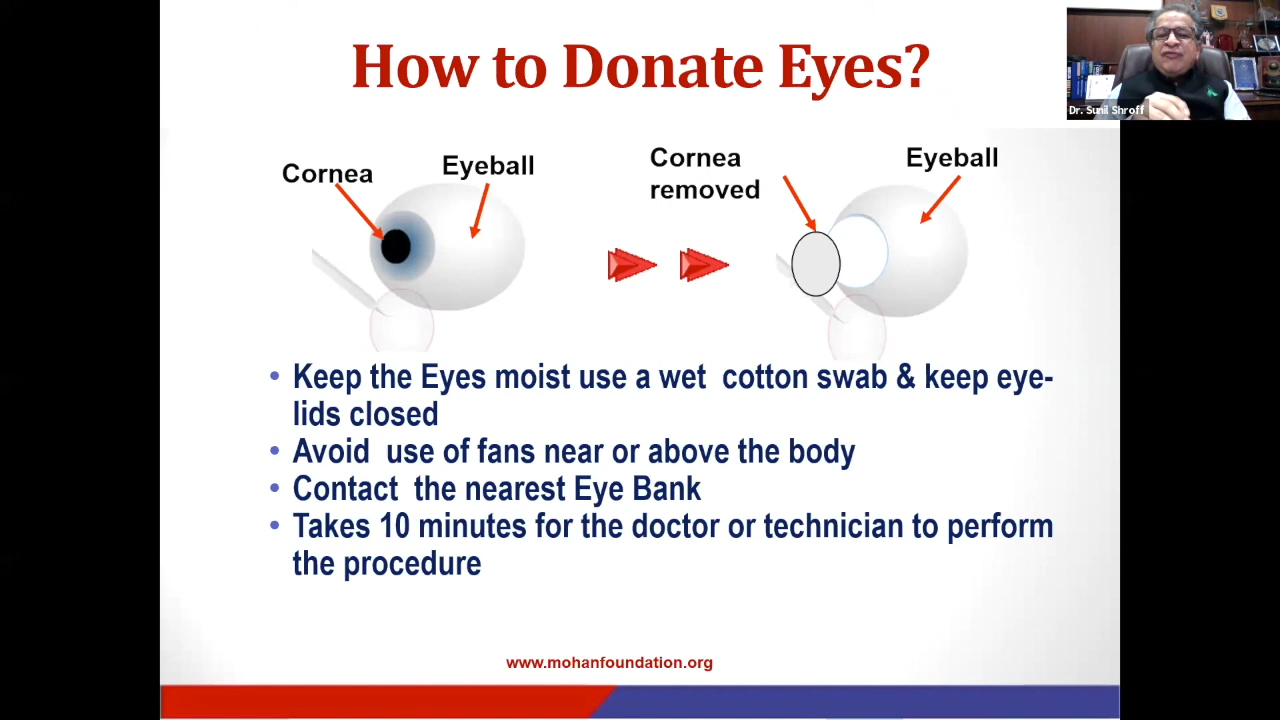 How to Donate Eyes?
Dr. Sunil Shroff
Cornea
Eyeball
Cornea
removed
Eyeball
• Keep the Eyes moist use a wet cotton swab & keep eye-
lids closed
• Avoid use of fans near or above the body
• Contact the nearest Eye Bank
• Takes 10 minutes for the doctor or technician to perform
the procedure
www.mohanfoundation.org